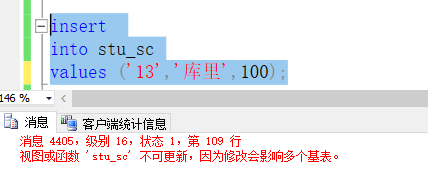 insert
into stu_sc
values ('13','库里',100);
146 %
消息 客户端统计信息
消息 4405，级别 16，状态 1，第 109 行
视图或函数 'stu_sc' 不可更新，因为修改会影响多个基表。